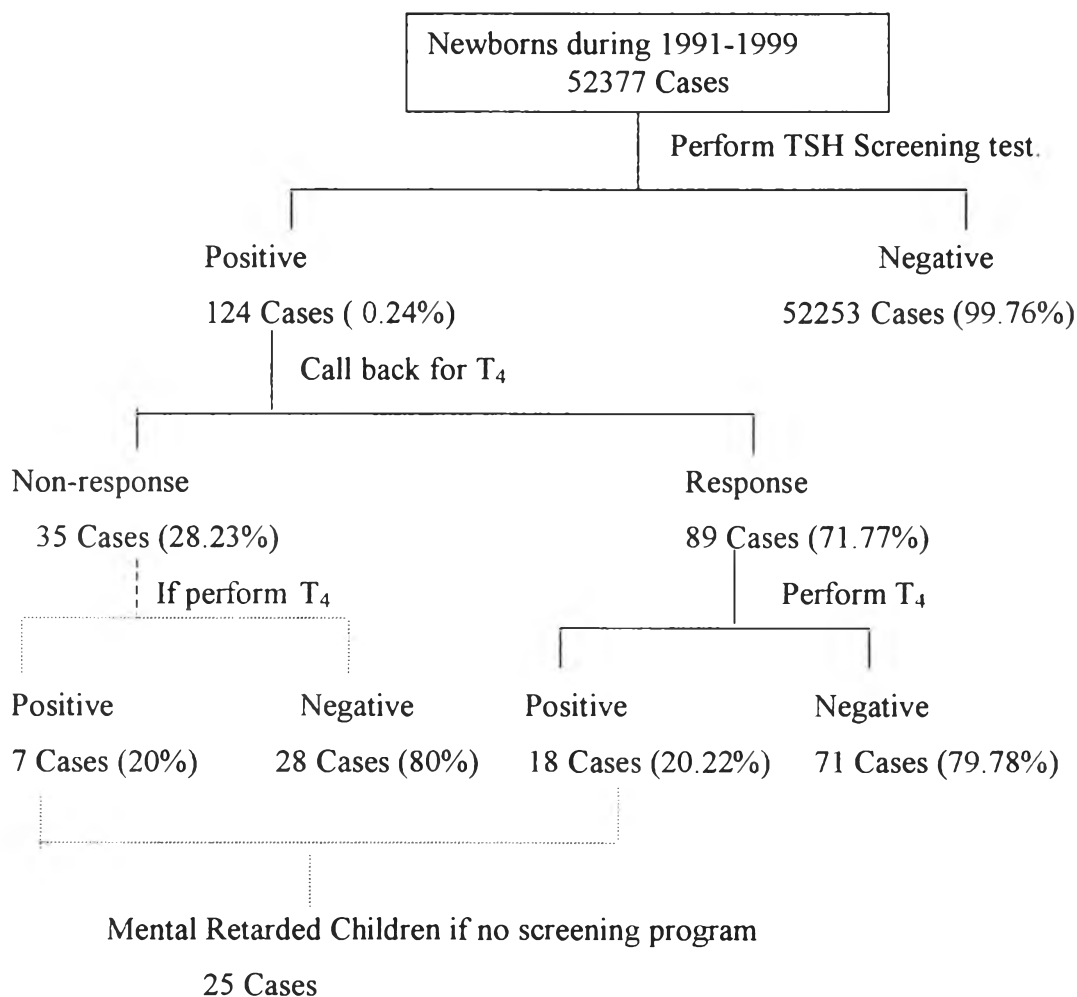 Newborns during 1991-1999
52377 Cases
Perform TSH Screening test.
Positive
Negative
124 Cases ( 0.24%)
52253 Cases (99.76%)
Call back for T4
Non-response
Response
35 Cases (28.23%)
89 Cases (71.77%)
If perform T4
Perform T4
Positive
Negative
Positive
Negative
7 Cases (20%)
28 Cases (80%)
18 Cases (20.22%)
71 Cases (79.78%)
Mental Retarded Children if no screening program
25 Cases